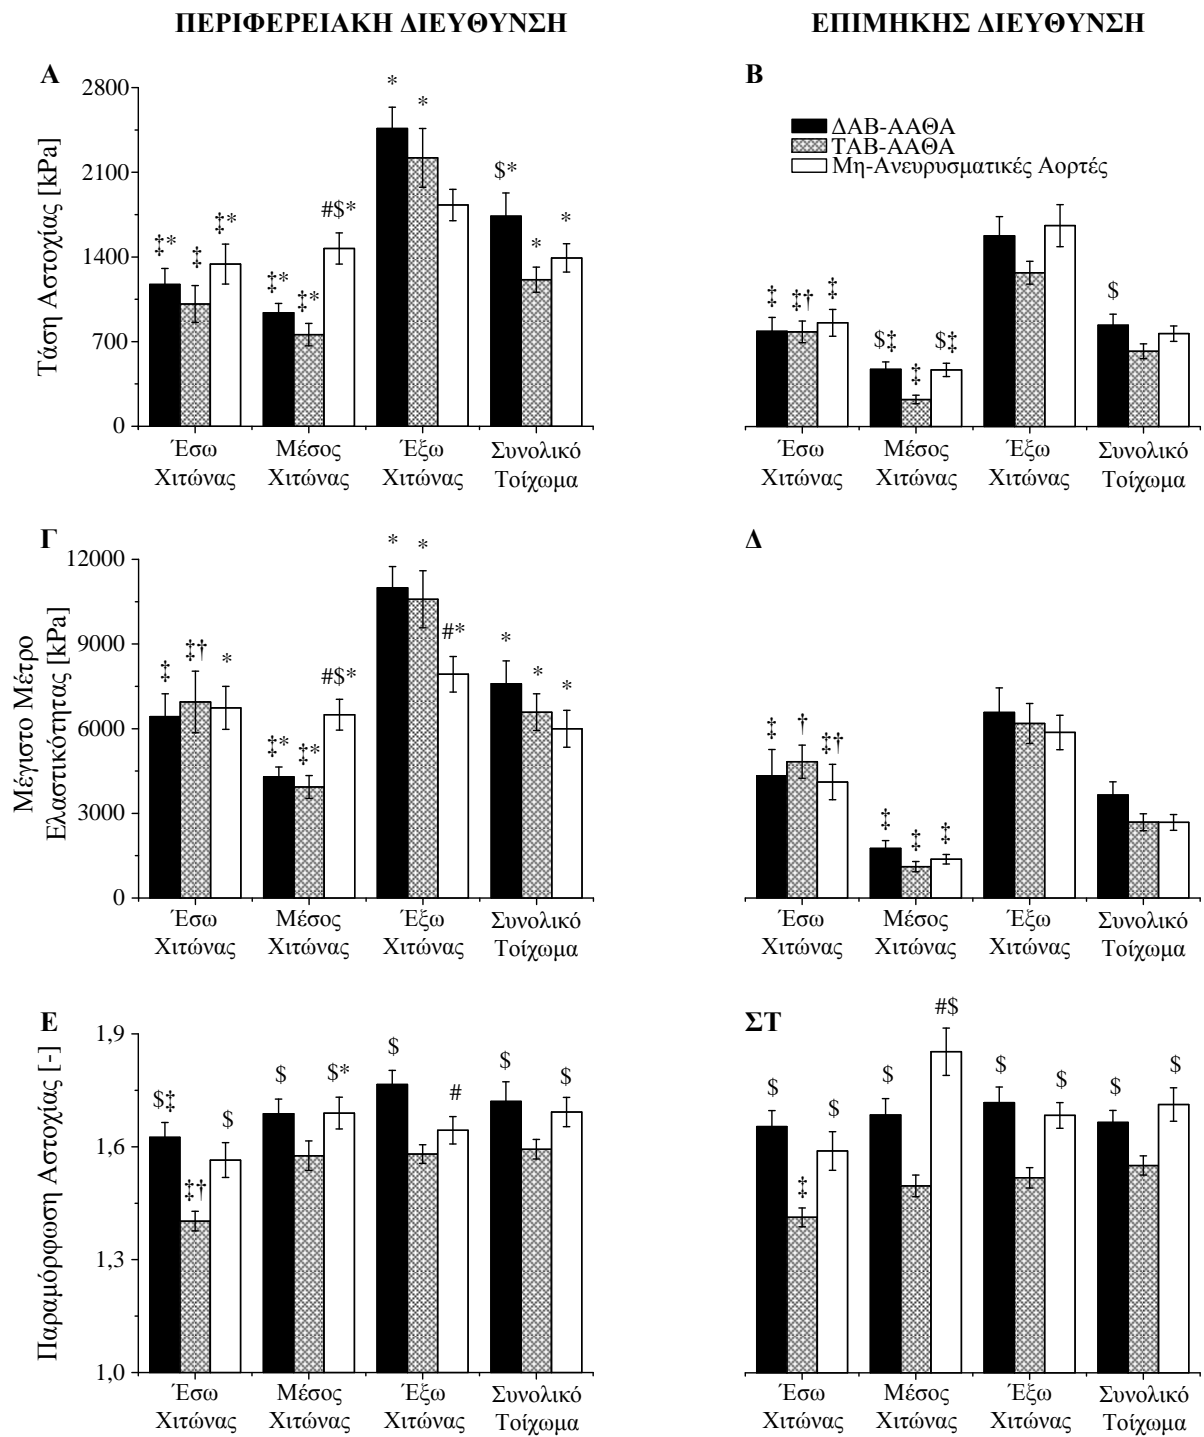 ΠΕΡΙΦΕΡΕΙΑΚΗ ΔΙΕΥΘΥΝΣΗ
ΕΠΙΜΗΚΗΣ ΔΙΕΥΘΥΝΣΗ
Α
Τάση Αστοχίας [kPa]
2800
2100
1400
700
0
‡* ‡ ‡*
‡* ‡* #$*
* *
$* * *
Έσω Χιτώνας
Μέσος Χιτώνας
Έξω Χιτώνας
Συνολικό Τοίχωμα
Β
ΔΑΒ-ΑΑΘΑ
ΤΑΒ-ΑΑΘΑ
Μη-Ανευρυσματικές Αορτές
‡ ‡† ‡
$‡ ‡ $‡
$
Έσω Χιτώνας
Μέσος Χιτώνας
Έξω Χιτώνας
Συνολικό Τοίχωμα
Γ
Μέγιστο Μέτρο
Ελαστικότητας [kPa]
12000
9000
6000
3000
0
‡ ‡† *
‡* ‡* #$*
* * #*
* * *
Έσω Χιτώνας
Μέσος Χιτώνας
Έξω Χιτώνας
Συνολικό Τοίχωμα
Δ
‡ † ‡†
‡ ‡ ‡
Έσω Χιτώνας
Μέσος Χιτώνας
Έξω Χιτώνας
Συνολικό Τοίχωμα
Ε
Παραμόρφωση Αστοχίας [-]
1,9
1,6
1,3
1,0
$‡ ‡† $
$ $*
$ #
$ $
Έσω Χιτώνας
Μέσος Χιτώνας
Έξω Χιτώνας
Συνολικό Τοίχωμα
ΣΤ
$ ‡ $
$ #$
$ $
$ $
Έσω Χιτώνας
Μέσος Χιτώνας
Έξω Χιτώνας
Συνολικό Τοίχωμα